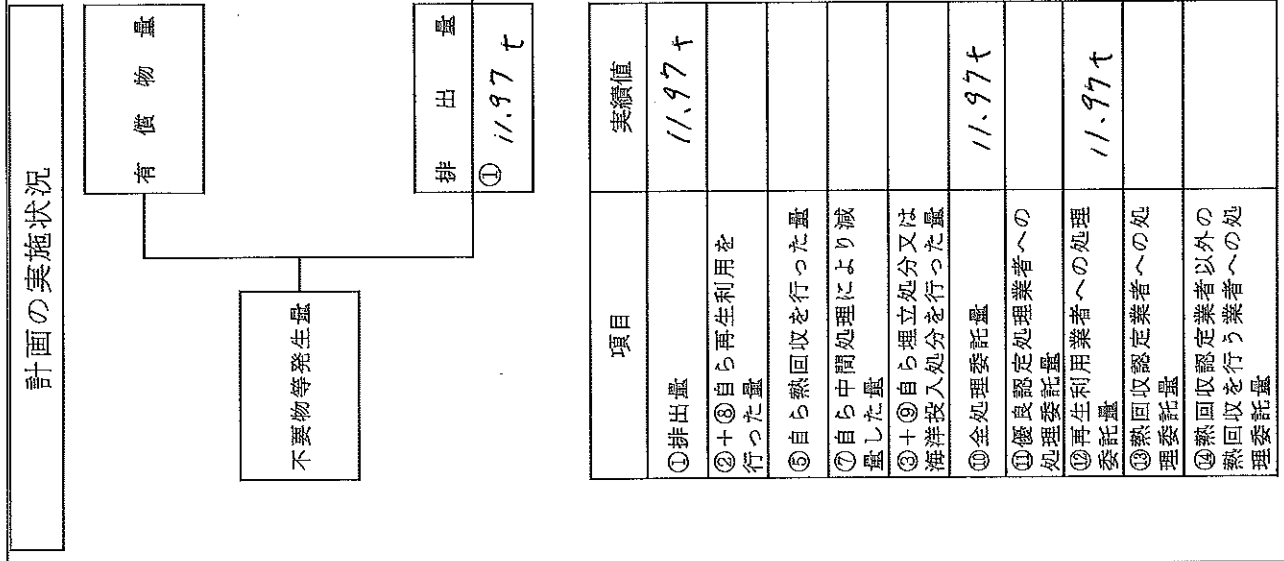 計画の実施状況
有償物量
不要物等発生量
排出量
① 11.97 t
項目 実績値
①排出量 11.97 t
②+⑧自ら再生利用を
行った量
⑤自ら熱回収を行った量
⑦自ら中間処理により減
量した量
③+⑨自ら埋立処分又は
海洋投入処分を行った量
⑩全処理委託量 11.97 t
⑪優良認定処理業者への
処理委託量
⑫再生利用業者への処理
委託量 11.97 t
⑬熱回収認定業者への処
理委託量
⑭熱回収認定業者以外の
熱回収を行う業者への処
理委託量